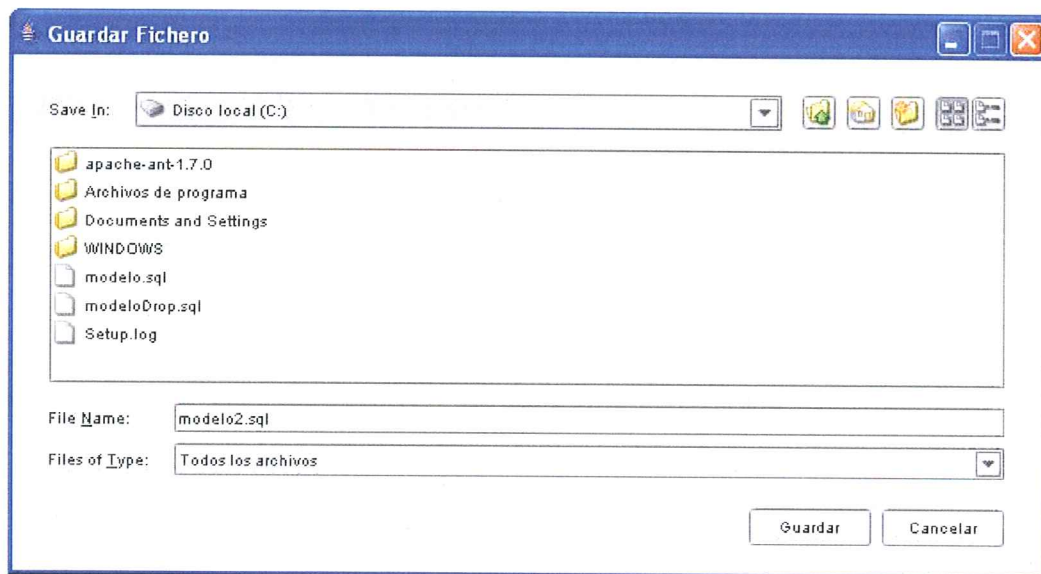 Guardar Fichero
Save In: Disco local (C:)
apache-ant-1.7.0
Archivos de programa
Documents and Settings
WINDOWS
modelo.sql
modeloDrop.sql
Setup.log
File Name: modelo2.sql
Files of Type: Todos los archivos
Guardar Cancelar